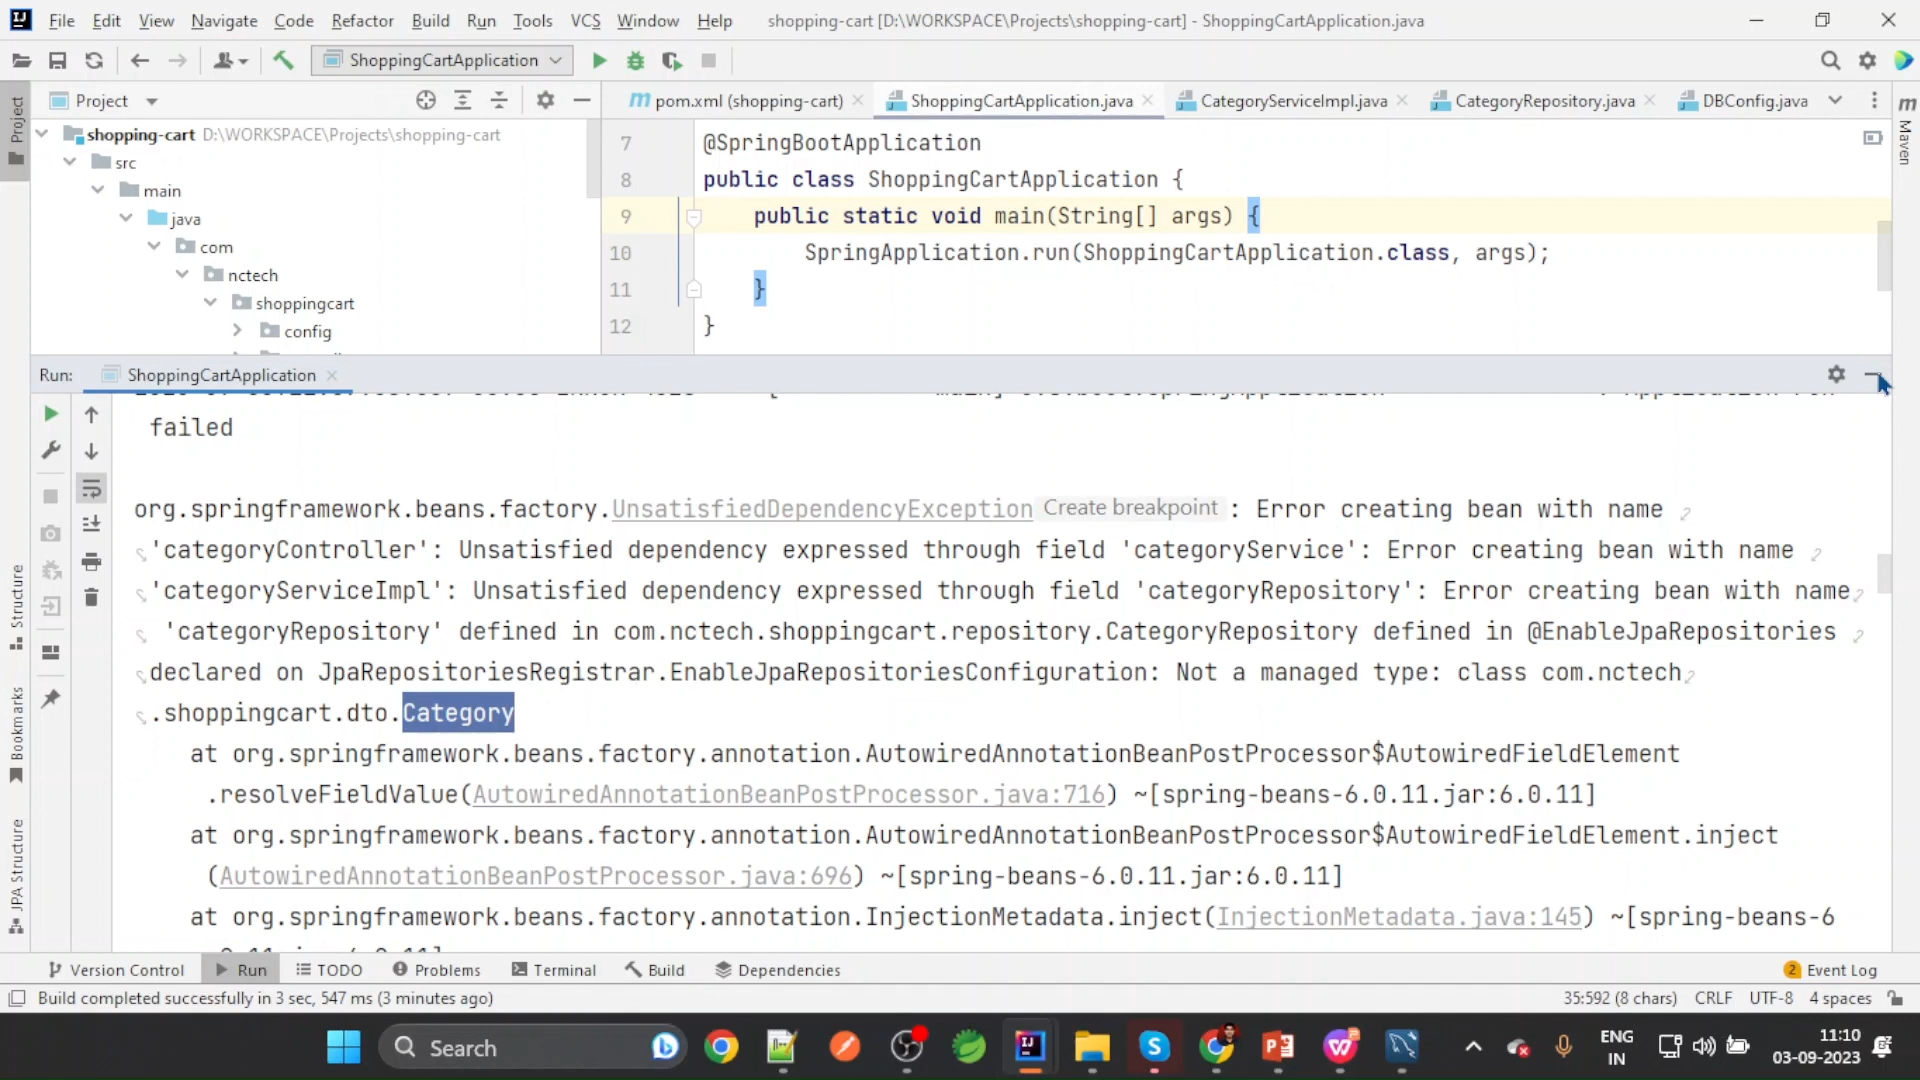 File Edit View Navigate Code Refactor Build Run Tools VCS Window Help shopping-cart [D:\WORKSPACE\Projects\shopping-cart] - ShoppingCartApplication.java
ShoppingCartApplication
Project
pom.xml (shopping-cart) ShoppingCartApplication.java CategoryServiceImpl.java CategoryRepository.java DBConfig.java
Project
Maven
shopping-cart D:\WORKSPACE\Projects\shopping-cart
src
main
java
com
nctech
shoppingcart
config
7 @SpringBootApplication
8 public class ShoppingCartApplication {
9 public static void main(String[] args) {
10 SpringApplication.run(ShoppingCartApplication.class, args);
11 }
12 }
Run: ShoppingCartApplication
failed
org.springframework.beans.factory.UnsatisfiedDependencyException Create breakpoint : Error creating bean with name
'categoryController': Unsatisfied dependency expressed through field 'categoryService': Error creating bean with name
'categoryServiceImpl': Unsatisfied dependency expressed through field 'categoryRepository': Error creating bean with name
'categoryRepository' defined in com.nctech.shoppingcart.repository.CategoryRepository defined in @EnableJpaRepositories
declared on JpaRepositoriesRegistrar.EnableJpaRepositoriesConfiguration: Not a managed type: class com.nctech
.shoppingcart.dto.Category
at org.springframework.beans.factory.annotation.AutowiredAnnotationBeanPostProcessor$AutowiredFieldElement
.resolveFieldValue(AutowiredAnnotationBeanPostProcessor.java:716) ~[spring-beans-6.0.11.jar:6.0.11]
at org.springframework.beans.factory.annotation.AutowiredAnnotationBeanPostProcessor$AutowiredFieldElement.inject
(AutowiredAnnotationBeanPostProcessor.java:696) ~[spring-beans-6.0.11.jar:6.0.11]
at org.springframework.beans.factory.annotation.InjectionMetadata.inject(InjectionMetadata.java:145) ~[spring-beans-6
Structure
Bookmarks
JPA Structure
Version Control Run TODO Problems Terminal Build Dependencies 2 Event Log
Build completed successfully in 3 sec, 547 ms (3 minutes ago) 35:592 (8 chars) CRLF UTF-8 4 spaces
Search
ENG
IN
11:10
03-09-2023